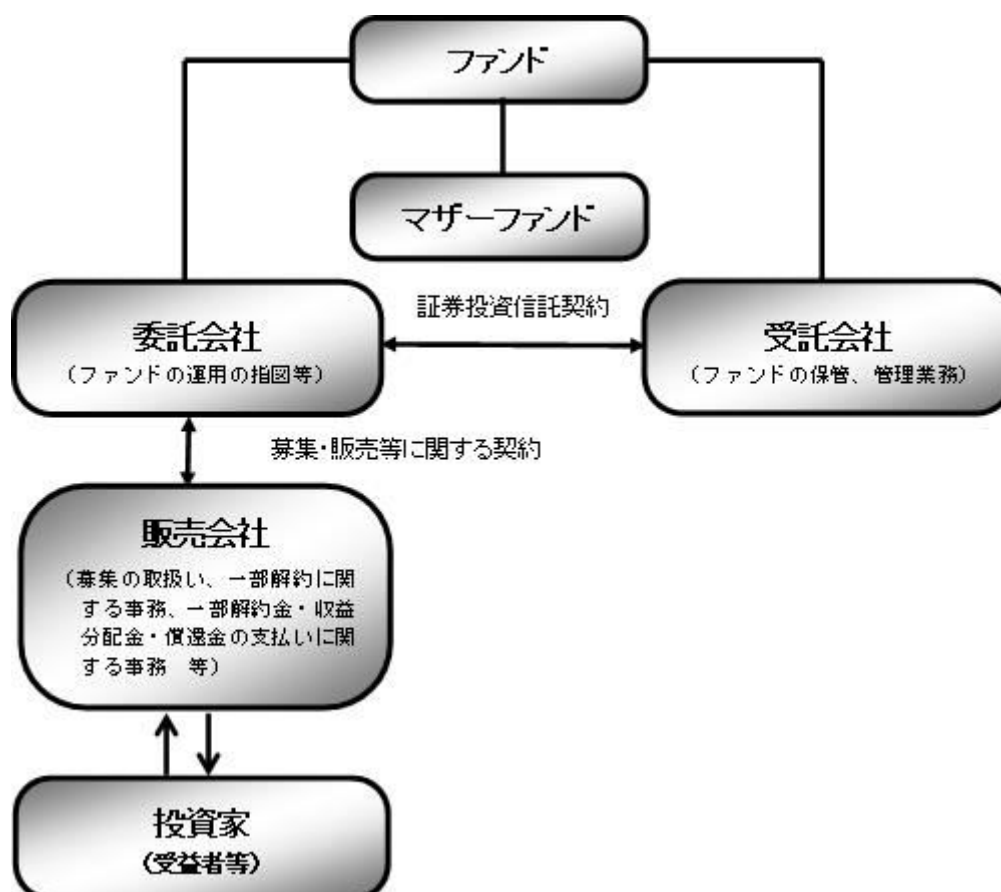 ファンド
マザーファンド
証券投資信託契約
委託会社
（ファンドの運用の指図等）
受託会社
（ファンドの保管、管理業務）
募集・販売等に関する契約
販売会社
（募集の取扱い、一部解約に関
する事務、一部解約金・収益
分配金・償還金の支払いに関
する事務　等）
投資家
（受益者等）